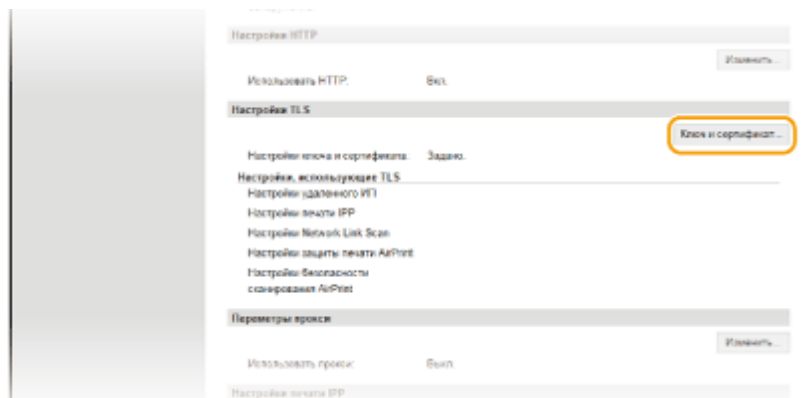 Настройки HTTP
Изменить...
Использовать HTTP: Вкл.
Настройки TLS
Ключ и сертификат...
Настройки ключа и сертификата: Задано.
Настройки, использующие TLS
Настройки удаленного ИП
Настройки печати IPP
Настройки Network Link Scan
Настройки защиты печати AirPrint
Настройки безопасности
сканирования AirPrint
Параметры прокси
Изменить...
Использовать прокси: Выкл.
Настройки печати IPP